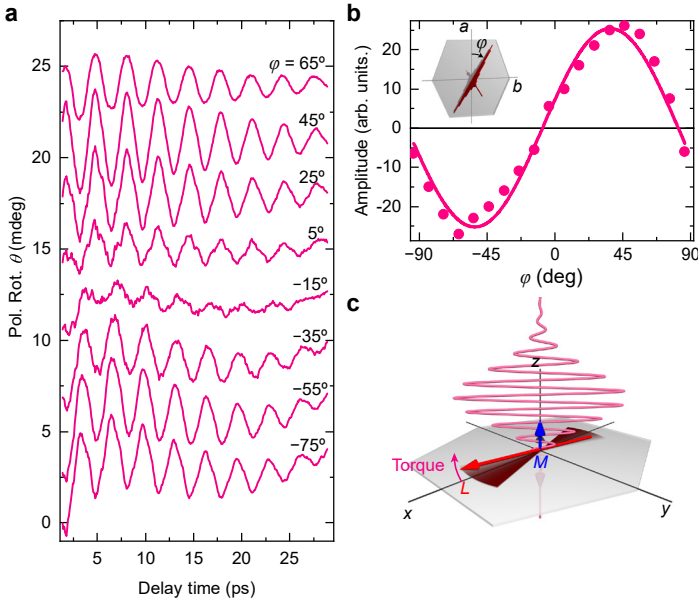 a
Pol. Rot. θ (mdeg)
25
20
15
10
5
0
φ = 65º
45º
25º
5º
−15º
−35º
−55º
−75º
5
10
15
20
25
Delay time (ps)
b
Amplitude (arb. units.)
20
10
0
-10
-20
a
φ
b
−90
−45
0
45
90
φ (deg)
c
z
M
Torque
L
x
y